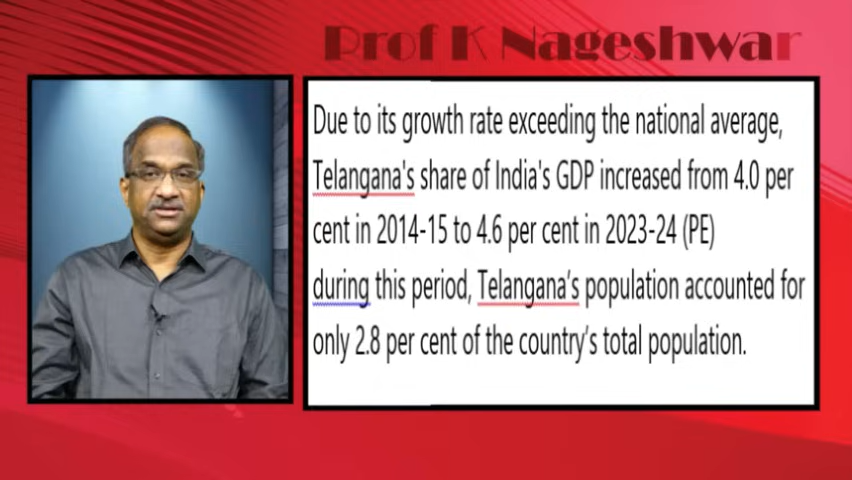 Prof K Nageshwar
Due to its growth rate exceeding the national average,
Telangana's share of India's GDP increased from 4.0 per
cent in 2014-15 to 4.6 per cent in 2023-24 (PE)
during this period, Telangana's population accounted for
only 2.8 per cent of the country's total population.